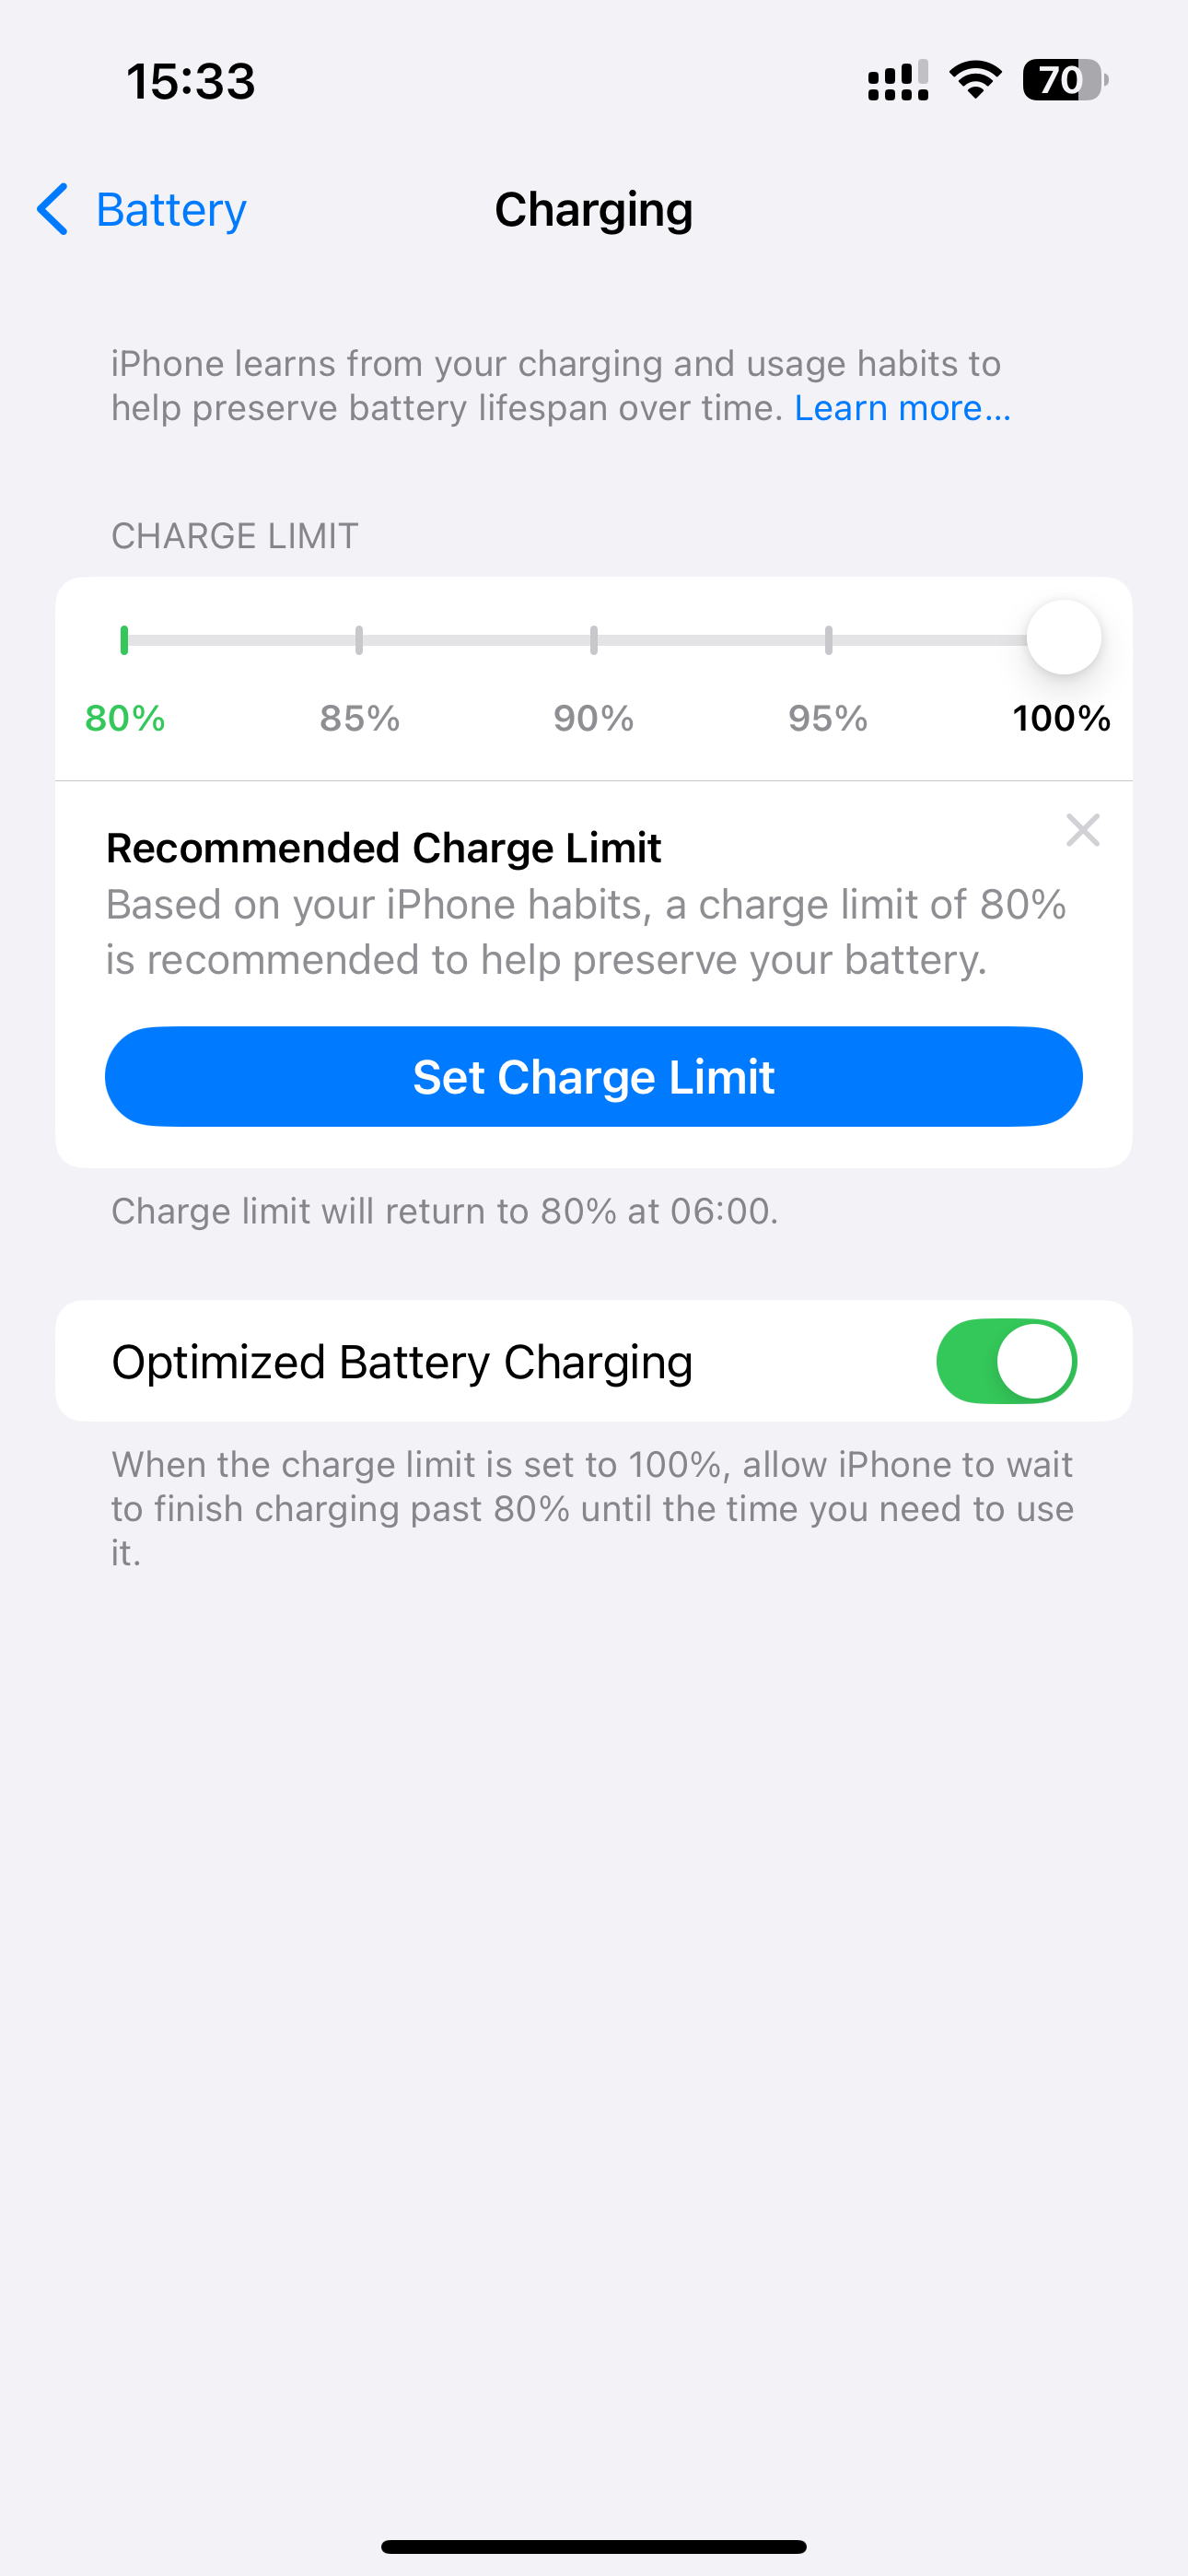 15:33
70
Battery
Charging
iPhone learns from your charging and usage habits to
help preserve battery lifespan over time. Learn more...
CHARGE LIMIT
80% 85% 90% 95% 100%
Recommended Charge Limit
Based on your iPhone habits, a charge limit of 80%
is recommended to help preserve your battery.
Set Charge Limit
Charge limit will return to 80% at 06:00.
Optimized Battery Charging
When the charge limit is set to 100%, allow iPhone to wait
to finish charging past 80% until the time you need to use
it.